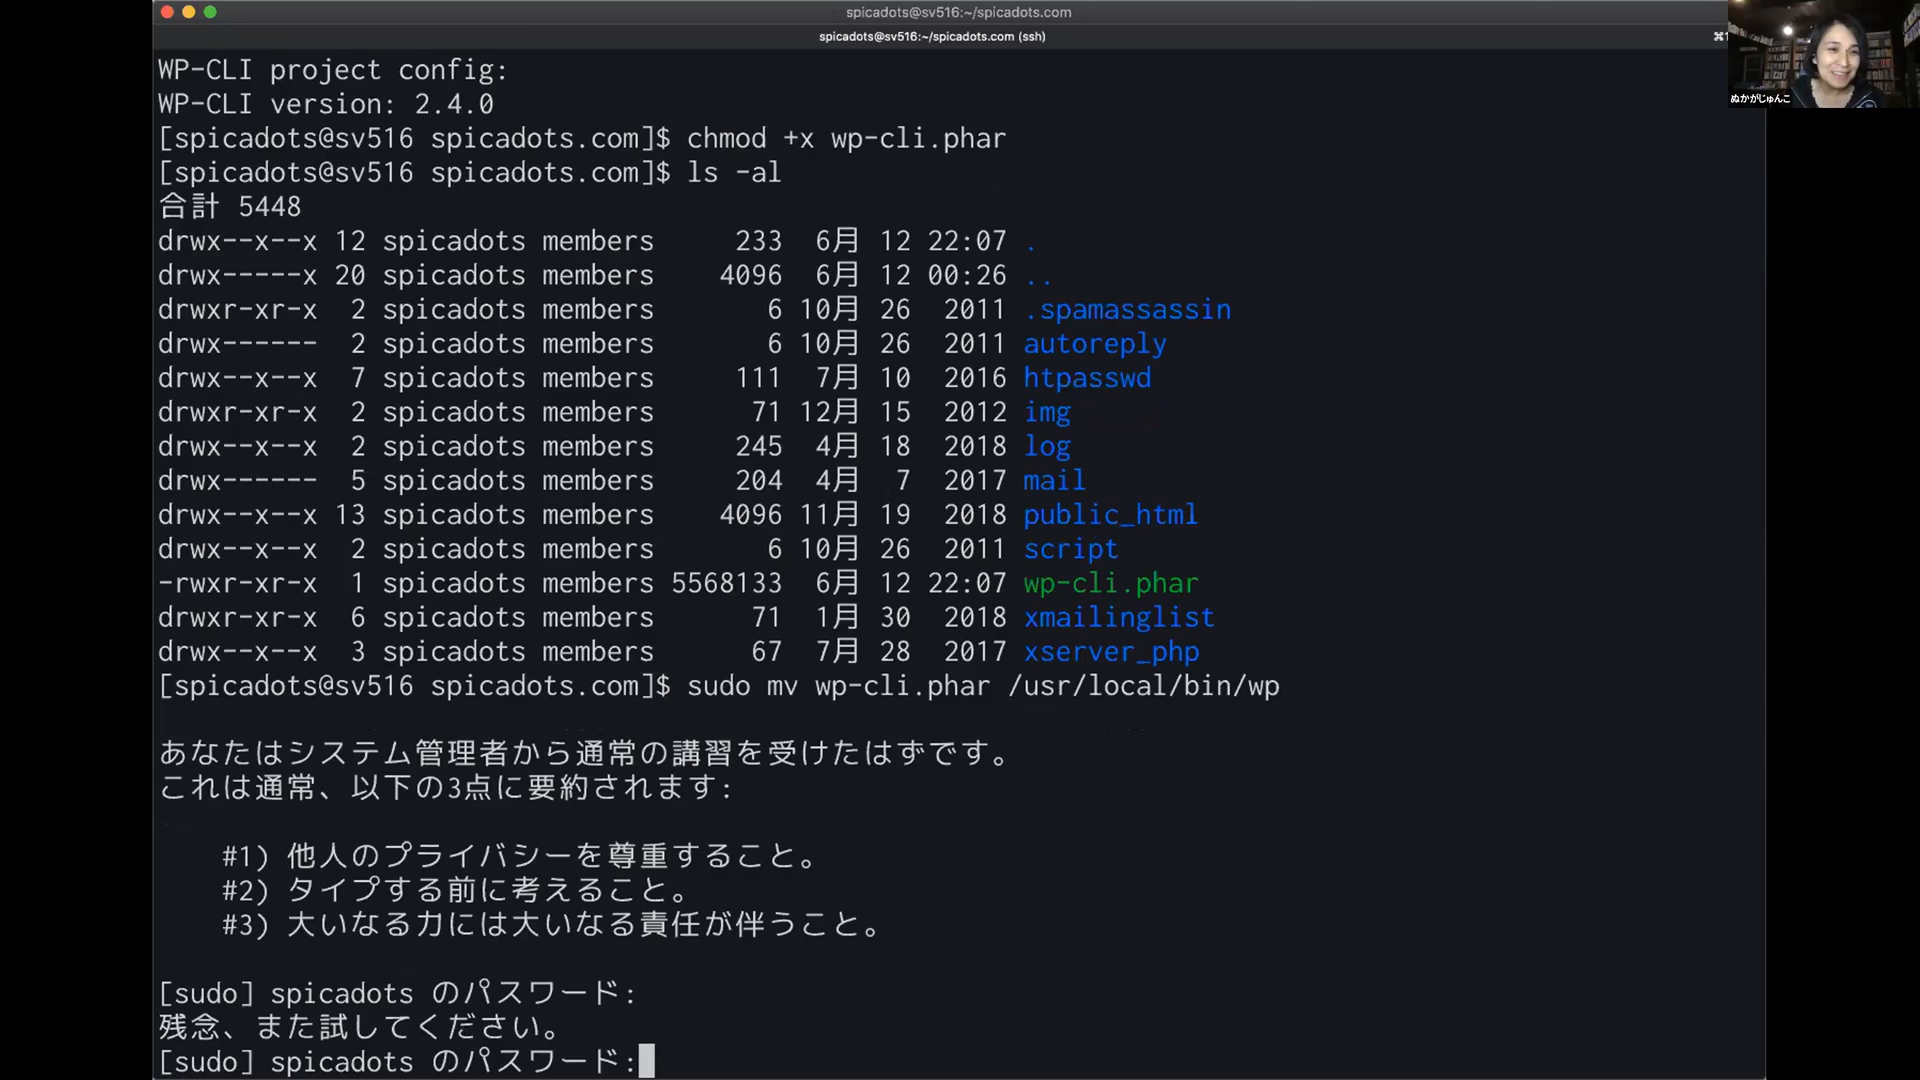 spicadots@sv516:~/spicadots.com
spicadots@sv516:~/spicadots.com (ssh)
⌘1
ぬかがじゅんこ
WP-CLI project config:
WP-CLI version: 2.4.0
[spicadots@sv516 spicadots.com]$ chmod +x wp-cli.phar
[spicadots@sv516 spicadots.com]$ ls -al
合計 5448
drwx--x--x 12 spicadots members     233  6月 12 22:07 .
drwx-----x 20 spicadots members    4096  6月 12 00:26 ..
drwxr-xr-x  2 spicadots members       6 10月 26  2011 .spamassassin
drwx------  2 spicadots members       6 10月 26  2011 autoreply
drwx--x--x  7 spicadots members     111  7月 10  2016 htpasswd
drwxr-xr-x  2 spicadots members      71 12月 15  2012 img
drwx--x--x  2 spicadots members     245  4月 18  2018 log
drwx------  5 spicadots members     204  4月  7  2017 mail
drwx--x--x 13 spicadots members    4096 11月 19  2018 public_html
drwx--x--x  2 spicadots members       6 10月 26  2011 script
-rwxr-xr-x  1 spicadots members 5568133  6月 12 22:07 wp-cli.phar
drwxr-xr-x  6 spicadots members      71  1月 30  2018 xmailinglist
drwx--x--x  3 spicadots members      67  7月 28  2017 xserver_php
[spicadots@sv516 spicadots.com]$ sudo mv wp-cli.phar /usr/local/bin/wp
あなたはシステム管理者から通常の講習を受けたはずです。
これは通常、以下の3点に要約されます:
#1) 他人のプライバシーを尊重すること。
#2) タイプする前に考えること。
#3) 大いなる力には大いなる責任が伴うこと。
[sudo] spicadots のパスワード:
残念、また試してください。
[sudo] spicadots のパスワード: